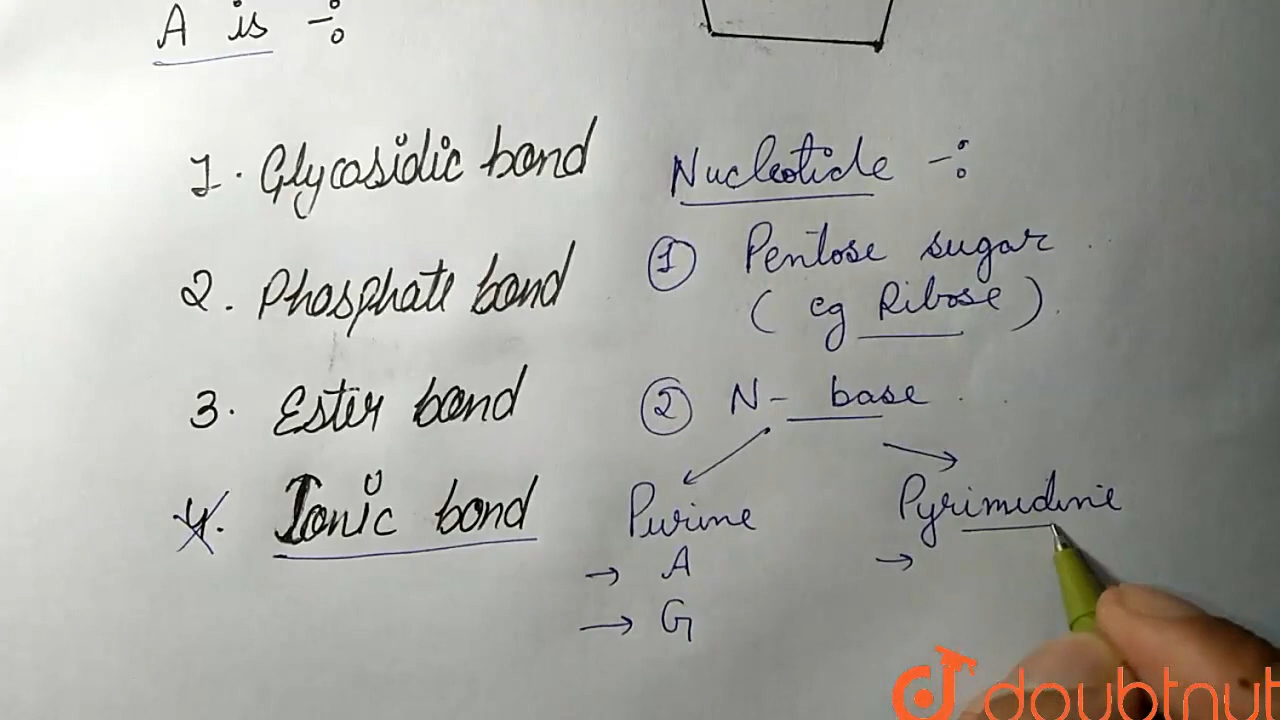 A is -:
1. Glycosidic bond
2. Phosphate bond
3. Ester bond
4. Ionic bond
Nucleotide -:
1 Pentose sugar
(eg Ribose).
2 N- base
Purine
→ A
→ G
Pyrimidine
→
doubtnut